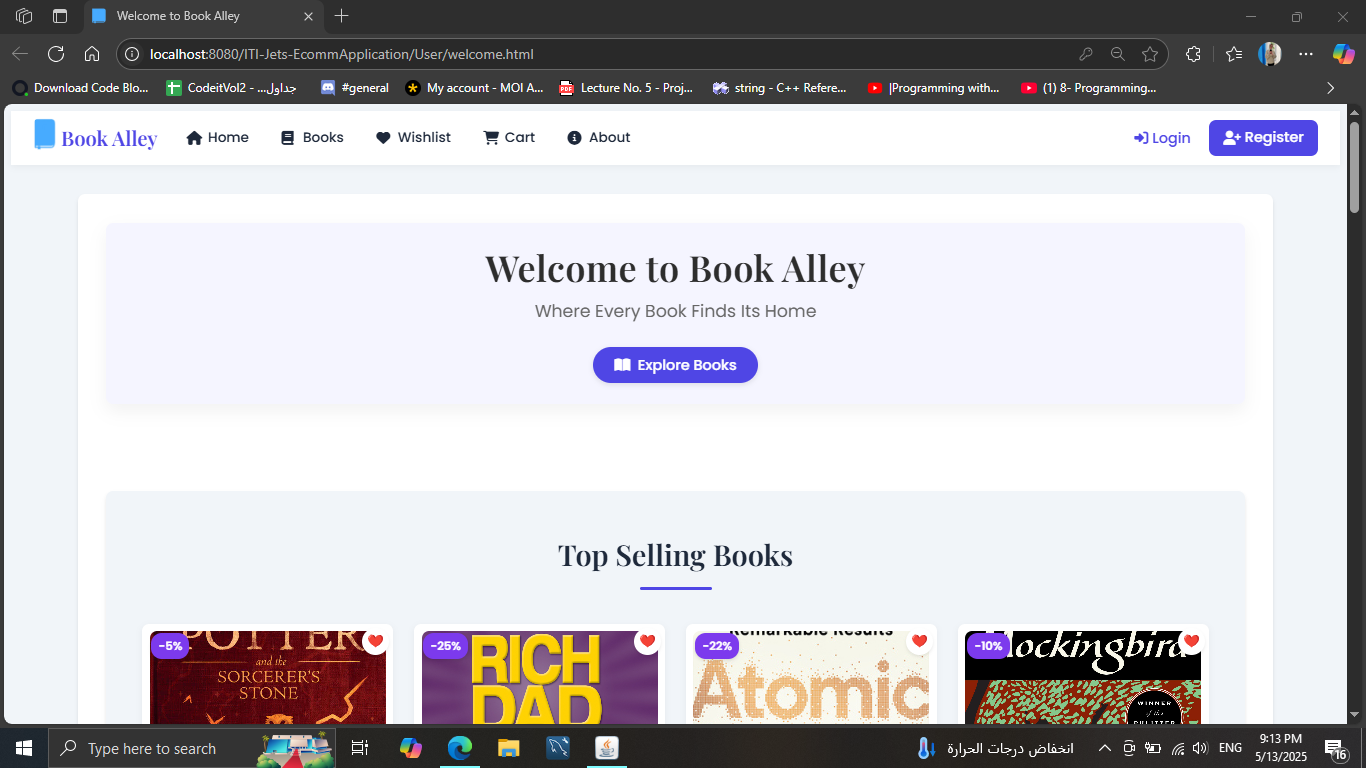 Welcome to Book Alley
localhost:8080/ITI-Jets-EcommApplication/User/welcome.html
Download Code Blo...
CodeitVol2 - ...جداول
#general
My account - MOI A...
Lecture No. 5 - Proj...
string - C++ Refere...
|Programming with...
(1) 8- Programming...
Book Alley
Home
Books
Wishlist
Cart
About
Login
Register
Welcome to Book Alley
Where Every Book Finds Its Home
Explore Books
Top Selling Books
-5%
POTTER
and the
SORCERER'S
STONE
-25%
RICH
DAD
-22%
Remarkable Results
Atomic
-10%
Mockingbird
WINNER
of the
PULITZER
Type here to search
انخفاض درجات الحرارة
ENG
9:13 PM
5/13/2025
16